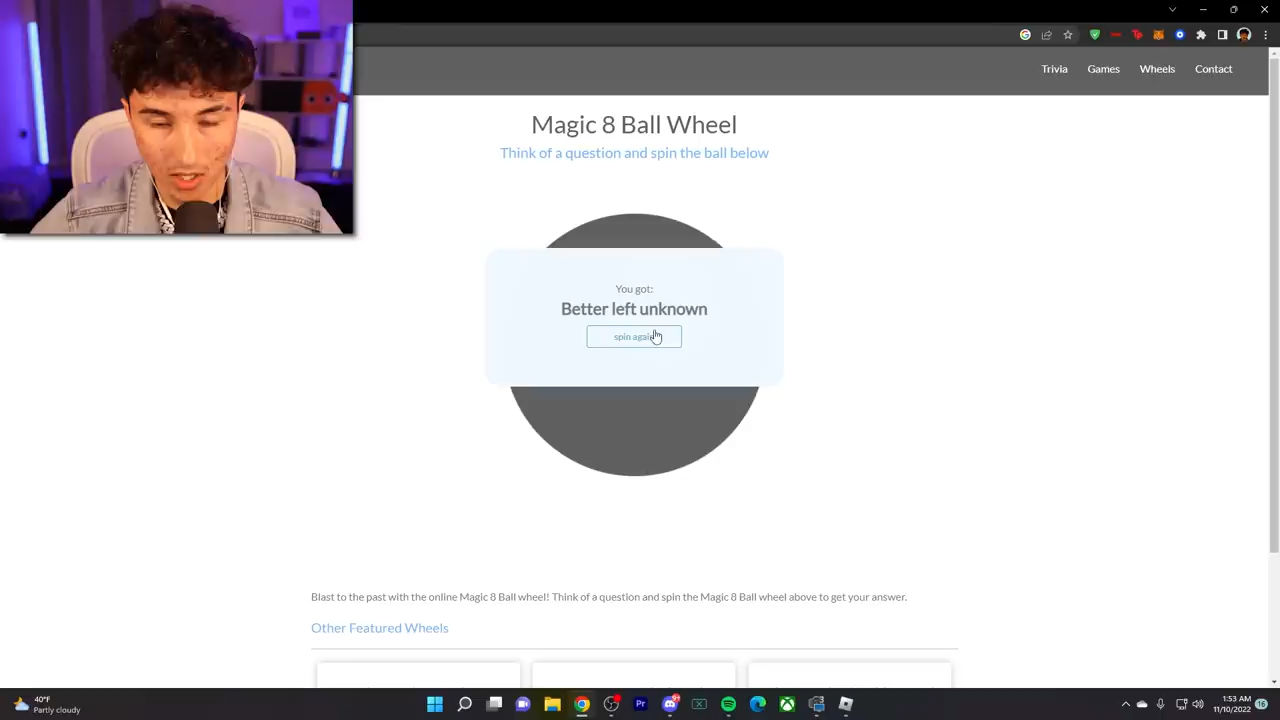 Trivia Games Wheels Contact
Magic 8 Ball Wheel
Think of a question and spin the ball below
You got:
Better left unknown
spin again
Blast to the past with the online Magic 8 Ball wheel! Think of a question and spin the Magic 8 Ball wheel above to get your answer.
Other Featured Wheels
40°F
Partly cloudy
1:53 AM
11/10/2022
16